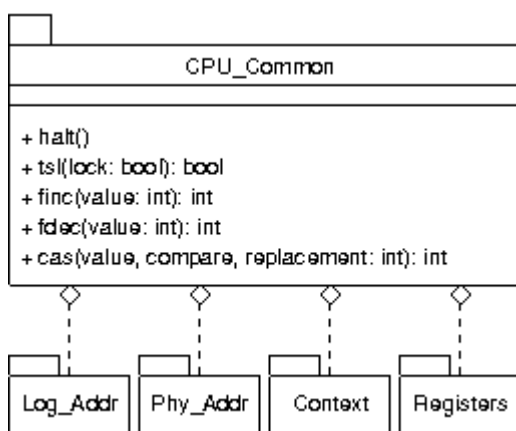 CPU_Common
+ halt()
+ tsl(lock: bool): bool
+ finc(value: int): int
+ fdec(value: int): int
+ cas(value, compare, replacement: int): int
Log_Addr Phy_Addr Context Registers